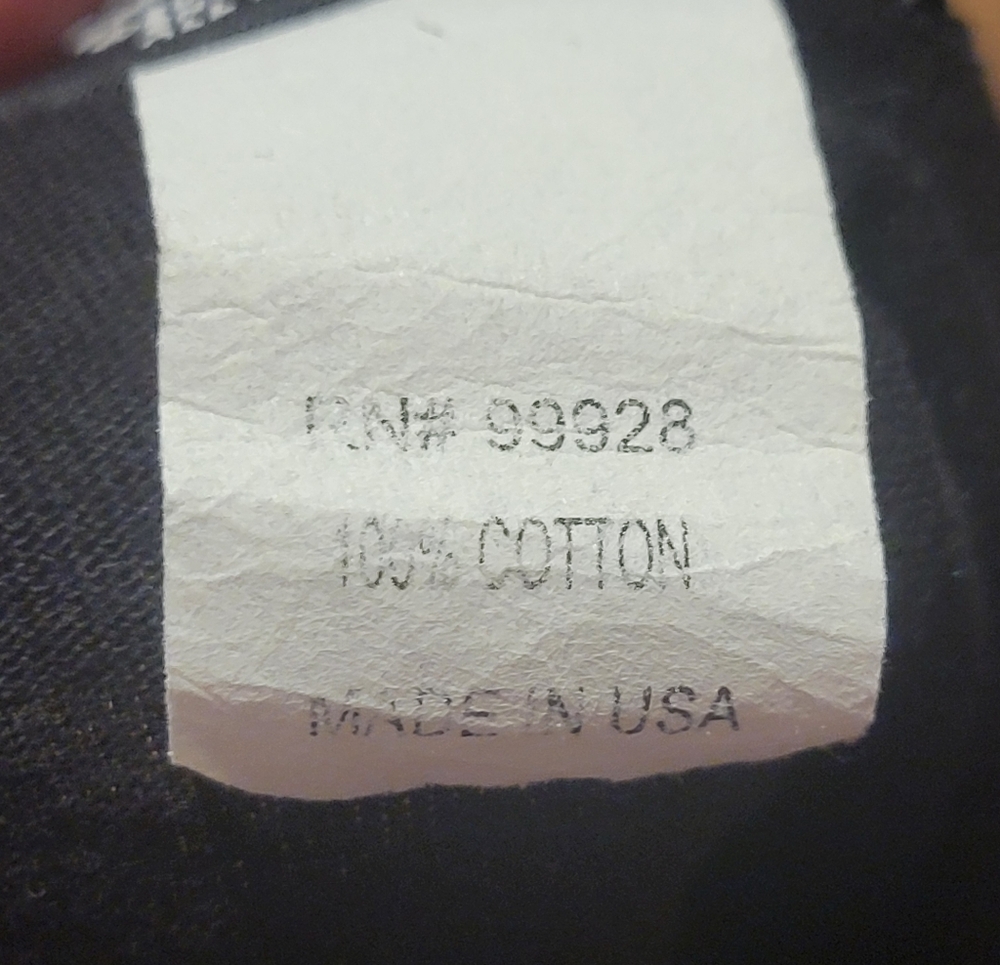 RN# 99928
100% COTTON
MADE IN USA